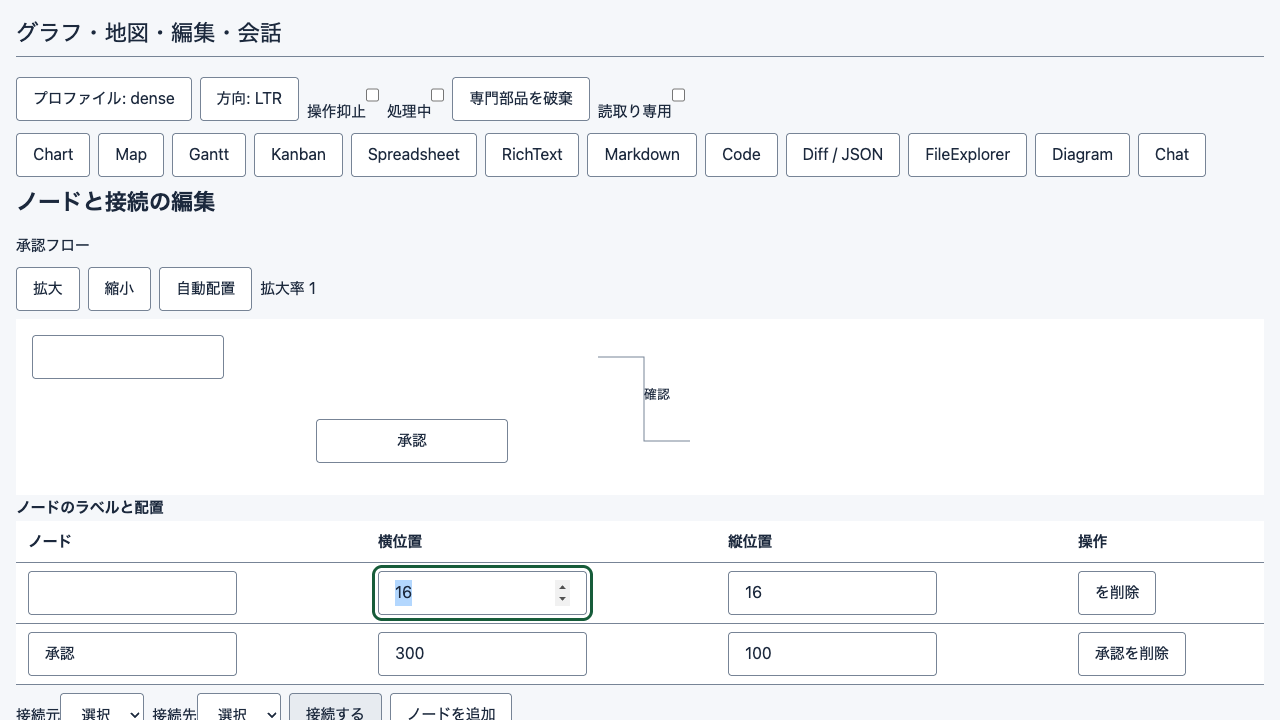 グラフ・地図・編集・会話
プロファイル: dense 方向: LTR 操作抑止 処理中 専門部品を破棄 読取り専用
Chart Map Gantt Kanban Spreadsheet RichText Markdown Code Diff / JSON FileExplorer Diagram Chat
ノードと接続の編集
承認フロー
拡大 縮小 自動配置 拡大率 1
確認
承認
ノードのラベルと配置
ノード 横位置 縦位置 操作
16 16 を削除
承認 300 100 承認を削除
接続元 選択 接続先 選択 接続する ノードを追加